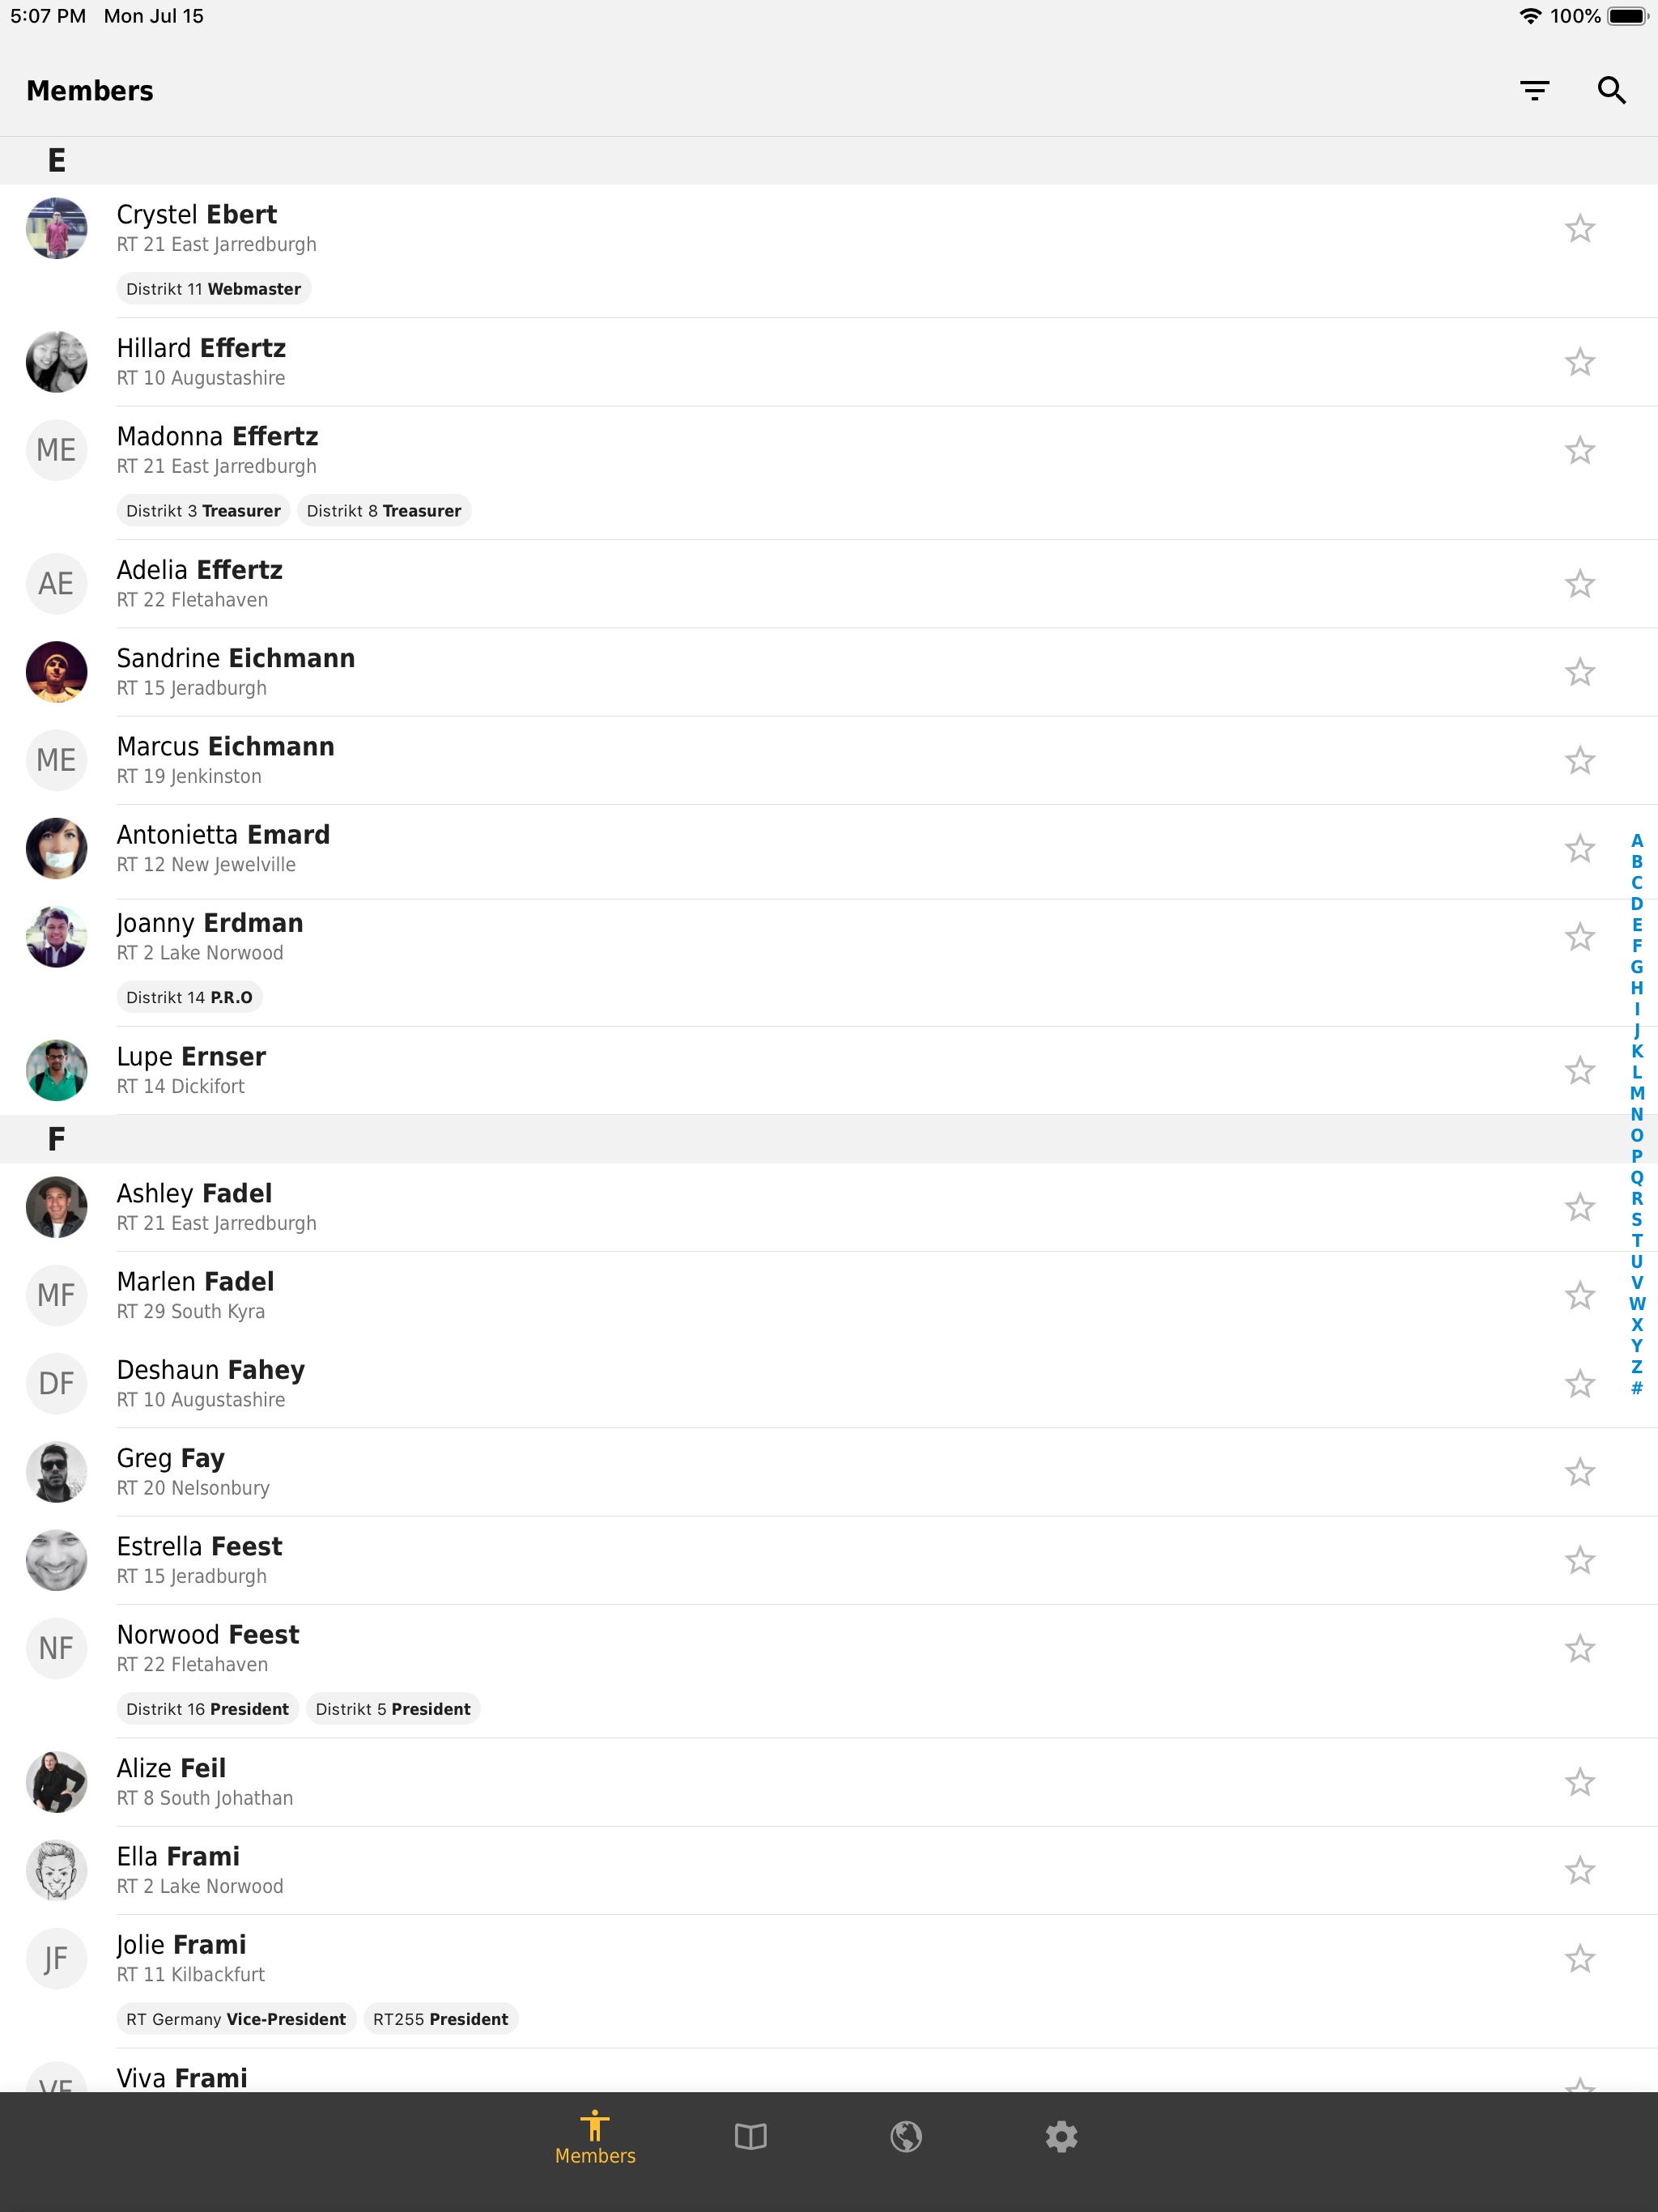 5:07 PM Mon Jul 15 100%
Members
E
Crystel Ebert
RT 21 East Jarredburgh
Distrikt 11 Webmaster
Hillard Effertz
RT 10 Augustashire
ME
Madonna Effertz
RT 21 East Jarredburgh
Distrikt 3 Treasurer Distrikt 8 Treasurer
AE
Adelia Effertz
RT 22 Fletahaven
Sandrine Eichmann
RT 15 Jeradburgh
ME
Marcus Eichmann
RT 19 Jenkinston
Antonietta Emard
RT 12 New Jewelville
Joanny Erdman
RT 2 Lake Norwood
Distrikt 14 P.R.O
Lupe Ernser
RT 14 Dickifort
F
Ashley Fadel
RT 21 East Jarredburgh
MF
Marlen Fadel
RT 29 South Kyra
DF
Deshaun Fahey
RT 10 Augustashire
Greg Fay
RT 20 Nelsonbury
Estrella Feest
RT 15 Jeradburgh
NF
Norwood Feest
RT 22 Fletahaven
Distrikt 16 President Distrikt 5 President
Alize Feil
RT 8 South Johathan
Ella Frami
RT 2 Lake Norwood
JF
Jolie Frami
RT 11 Kilbackfurt
RT Germany Vice-President RT255 President
VF
Viva Frami
A
B
C
D
E
F
G
H
I
J
K
L
M
N
O
P
Q
R
S
T
U
V
W
X
Y
Z
#
Members